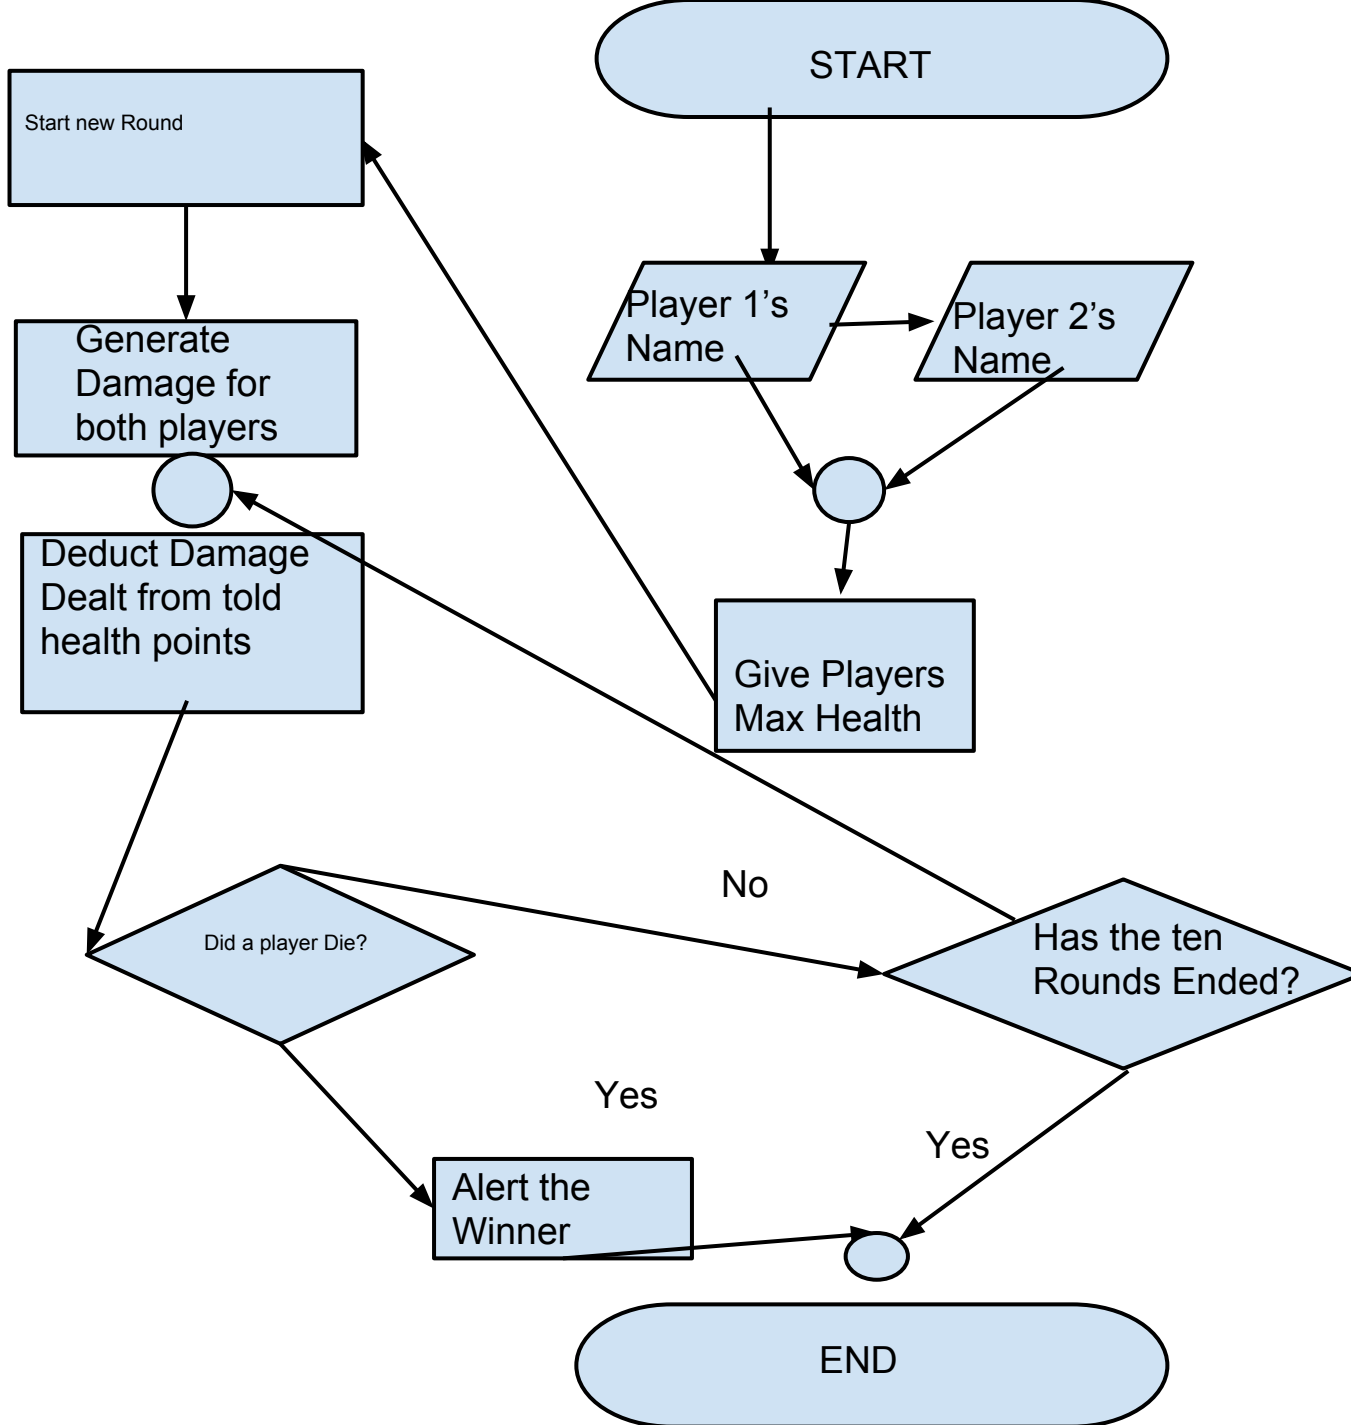 START
Start new Round
Player 1's
Name
Player 2's
Name
Generate
Damage for
both players
Deduct Damage
Dealt from told
health points
Give Players
Max Health
No
Did a player Die?
Has the ten
Rounds Ended?
Yes
Yes
Alert the
Winner
END